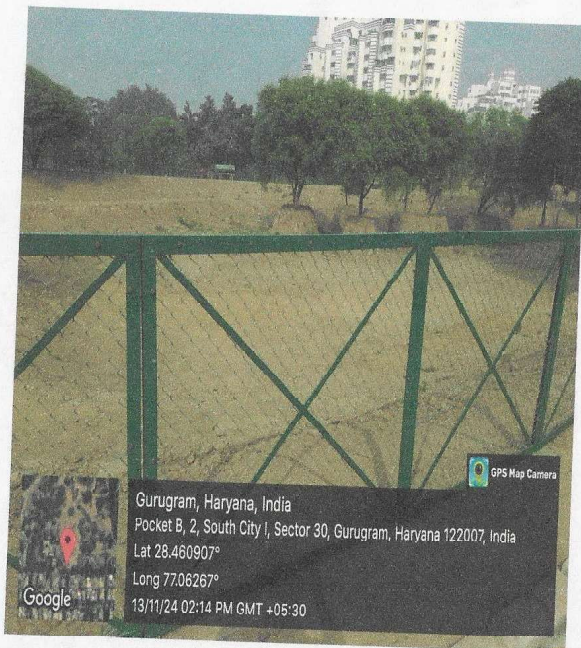 GPS Map Camera
Gurugram, Haryana, India
Pocket B, 2, South City I, Sector 30, Gurugram, Haryana 122007, India
Lat 28.460907°
Long 77.06267°
13/11/24 02:14 PM GMT +05:30
Google